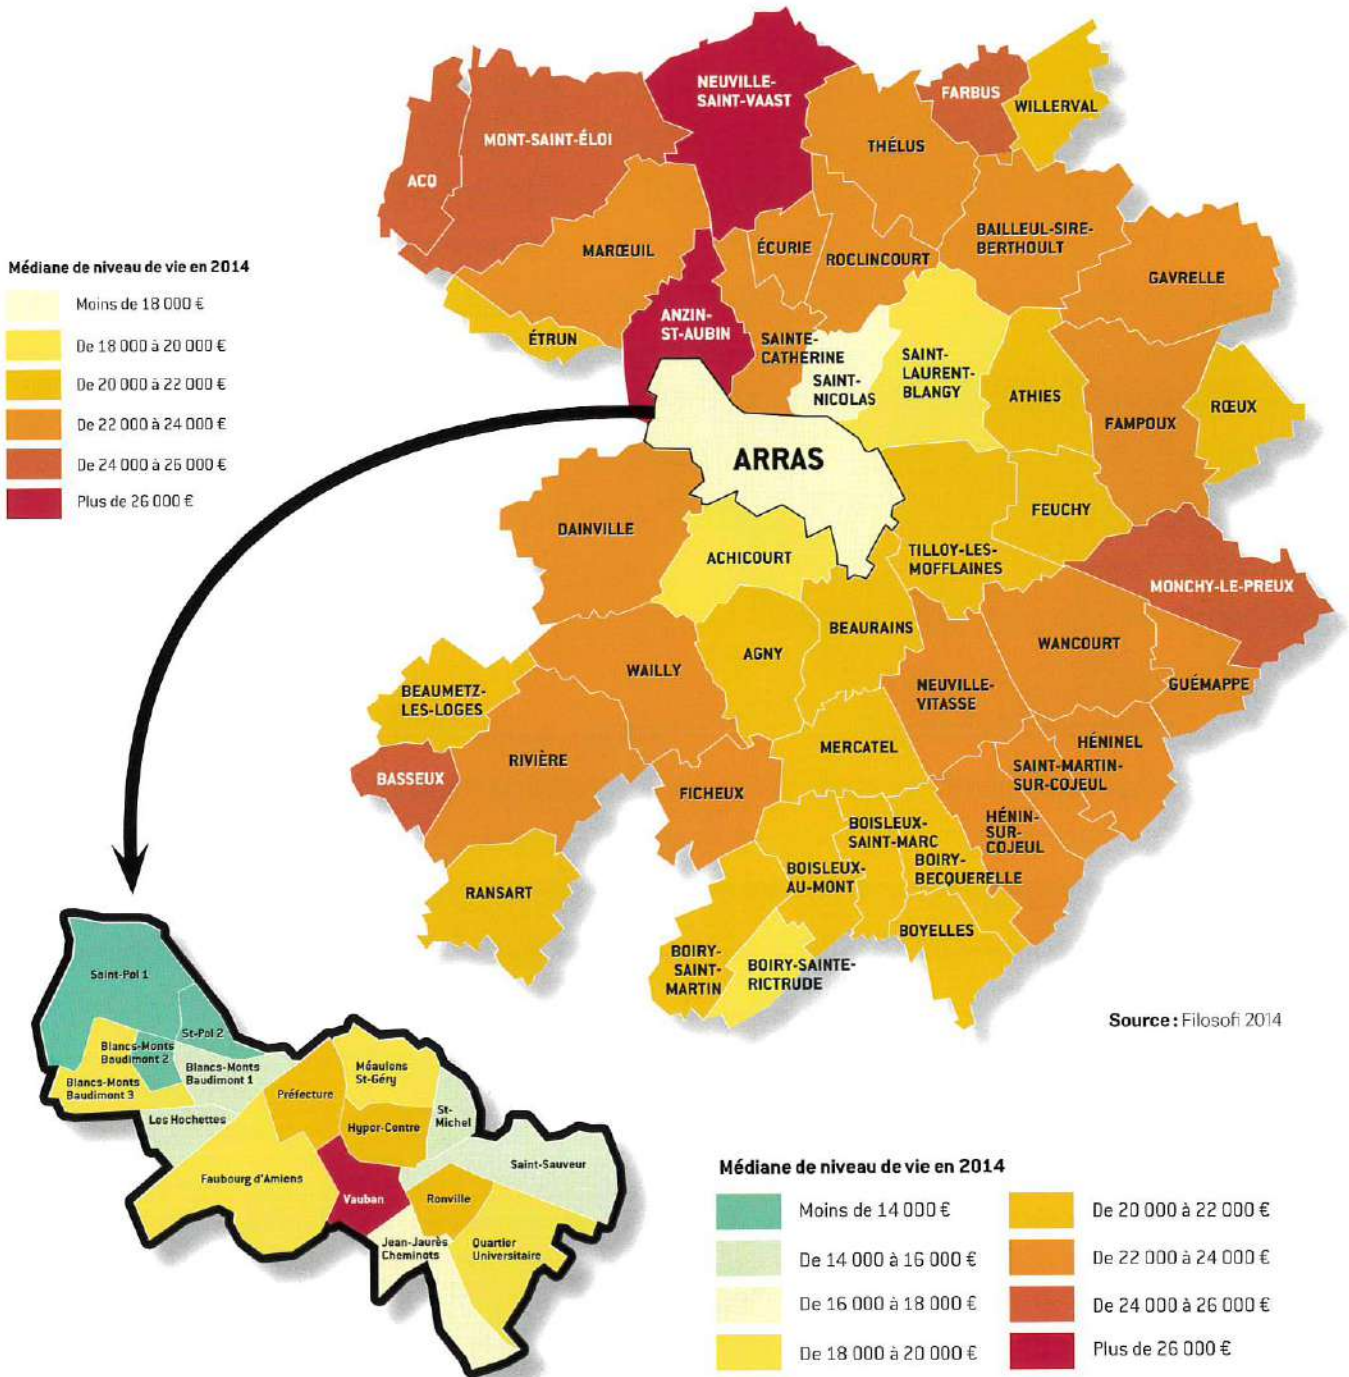 NEUVILLE-
SAINT-VAAST
FARBUS
WILLERVAL
MONT-SAINT-ÉLOI
THÉLUS
ACQ
MARŒUIL
ÉCURIE
ROCLINCOURT
BAILLEUL-SIRE-
BERTHOULT
GAVRELLE
Médiane de niveau de vie en 2014
Moins de 18 000 €
De 18 000 à 20 000 €
De 20 000 à 22 000 €
De 22 000 à 24 000 €
De 24 000 à 26 000 €
Plus de 26 000 €
ÉTRUN
ANZIN-
ST-AUBIN
SAINTE-
CATHERINE
SAINT-
NICOLAS
SAINT-
LAURENT-
BLANGY
ATHIES
FAMPOUX
RŒUX
ARRAS
DAINVILLE
ACHICOURT
TILLOY-LES-
MOFFLAINES
FEUCHY
MONCHY-LE-PREUX
BEAURAINS
AGNY
WAILLY
WANCOURT
GUÉMAPPE
NEUVILLE-
VITASSE
BEAUMETZ-
LES-LOGES
BASSEUX
RIVIÈRE
FICHEUX
MERCATEL
HÉNINEL
SAINT-MARTIN-
SUR-COJEUL
HÉNIN-
SUR-
COJEUL
BOISLEUX-
SAINT-MARC
BOIRY-
BECQUERELLE
BOISLEUX-
AU-MONT
RANSART
BOYELLES
BOIRY-
SAINT-
MARTIN
BOIRY-SAINTE-
RICTRUDE
Source : Filosofi 2014
Saint-Pol 1
St-Pol 2
Blancs-Monts
Baudimont 2
Blancs-Monts
Baudimont 1
Blancs-Monts
Baudimont 3
Les Hochettes
Préfecture
Méaulens
St-Géry
Hyper-Centre
St-
Michel
Saint-Sauveur
Faubourg d'Amiens
Vauban
Ronville
Jean-Jaurès
Cheminots
Quartier
Universitaire
Médiane de niveau de vie en 2014
Moins de 14 000 €
De 14 000 à 16 000 €
De 16 000 à 18 000 €
De 18 000 à 20 000 €
De 20 000 à 22 000 €
De 22 000 à 24 000 €
De 24 000 à 26 000 €
Plus de 26 000 €